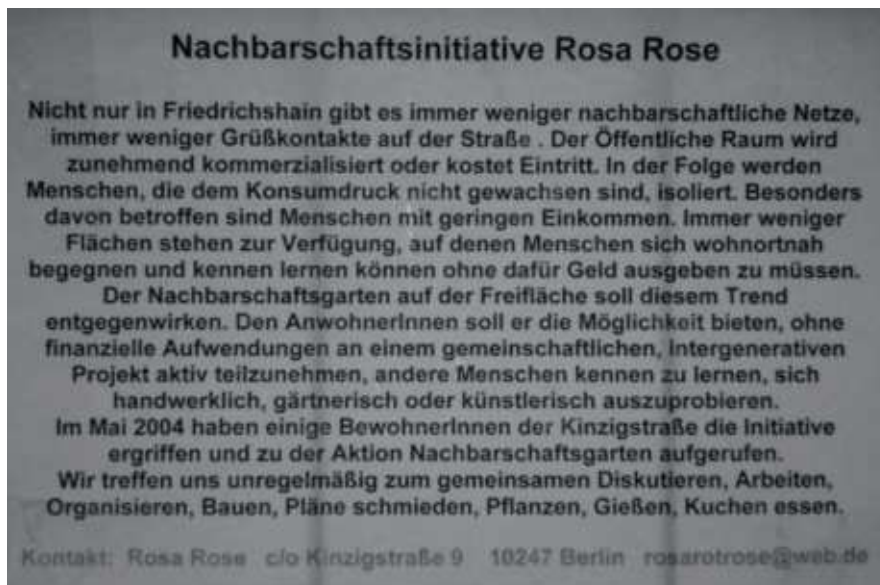 Nachbarschaftsinitiative Rosa Rose
Nicht nur in Friedrichshain gibt es immer weniger nachbarschaftliche Netze,
immer weniger Grüßkontakte auf der Straße . Der Öffentliche Raum wird
zunehmend kommerzialisiert oder kostet Eintritt. In der Folge werden
Menschen, die dem Konsumdruck nicht gewachsen sind, isoliert. Besonders
davon betroffen sind Menschen mit geringen Einkommen. Immer weniger
Flächen stehen zur Verfügung, auf denen Menschen sich wohnortnah
begegnen und kennen lernen können ohne dafür Geld ausgeben zu müssen.
Der Nachbarschaftsgarten auf der Freifläche soll diesem Trend
entgegenwirken. Den AnwohnerInnen soll er die Möglichkeit bieten, ohne
finanzielle Aufwendungen an einem gemeinschaftlichen, Intergenerativen
Projekt aktiv teilzunehmen, andere Menschen kennen zu lernen, sich
handwerklich, gärtnerisch oder künstlerisch auszuprobieren.
Im Mai 2004 haben einige BewohnerInnen der Kinzigstraße die Initiative
ergriffen und zu der Aktion Nachbarschaftsgarten aufgerufen.
Wir treffen uns unregelmäßig zum gemeinsamen Diskutieren, Arbeiten,
Organisieren, Bauen, Pläne schmieden, Pflanzen, Gießen, Kuchen essen.
Kontakt: Rosa Rose c/o Kinzigstraße 9 10247 Berlin rosarotrose@web.de